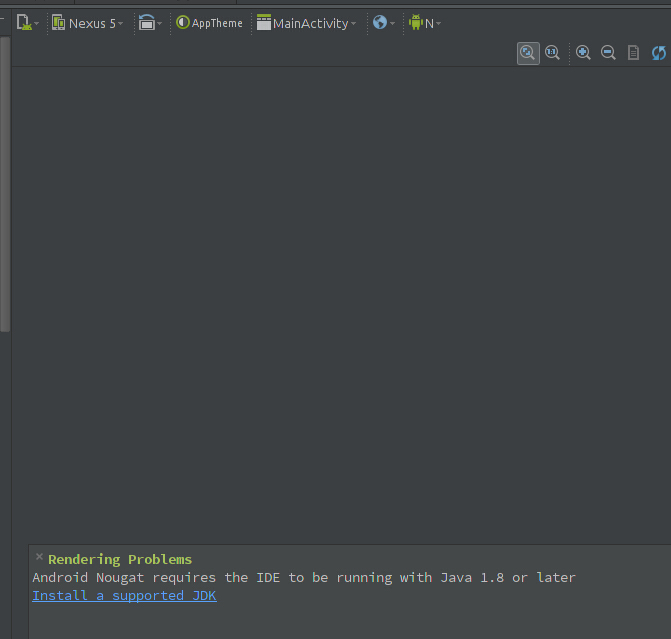 Nexus 5 AppTheme MainActivity N
1:1
Rendering Problems
Android Nougat requires the IDE to be running with Java 1.8 or later
Install a supported JDK